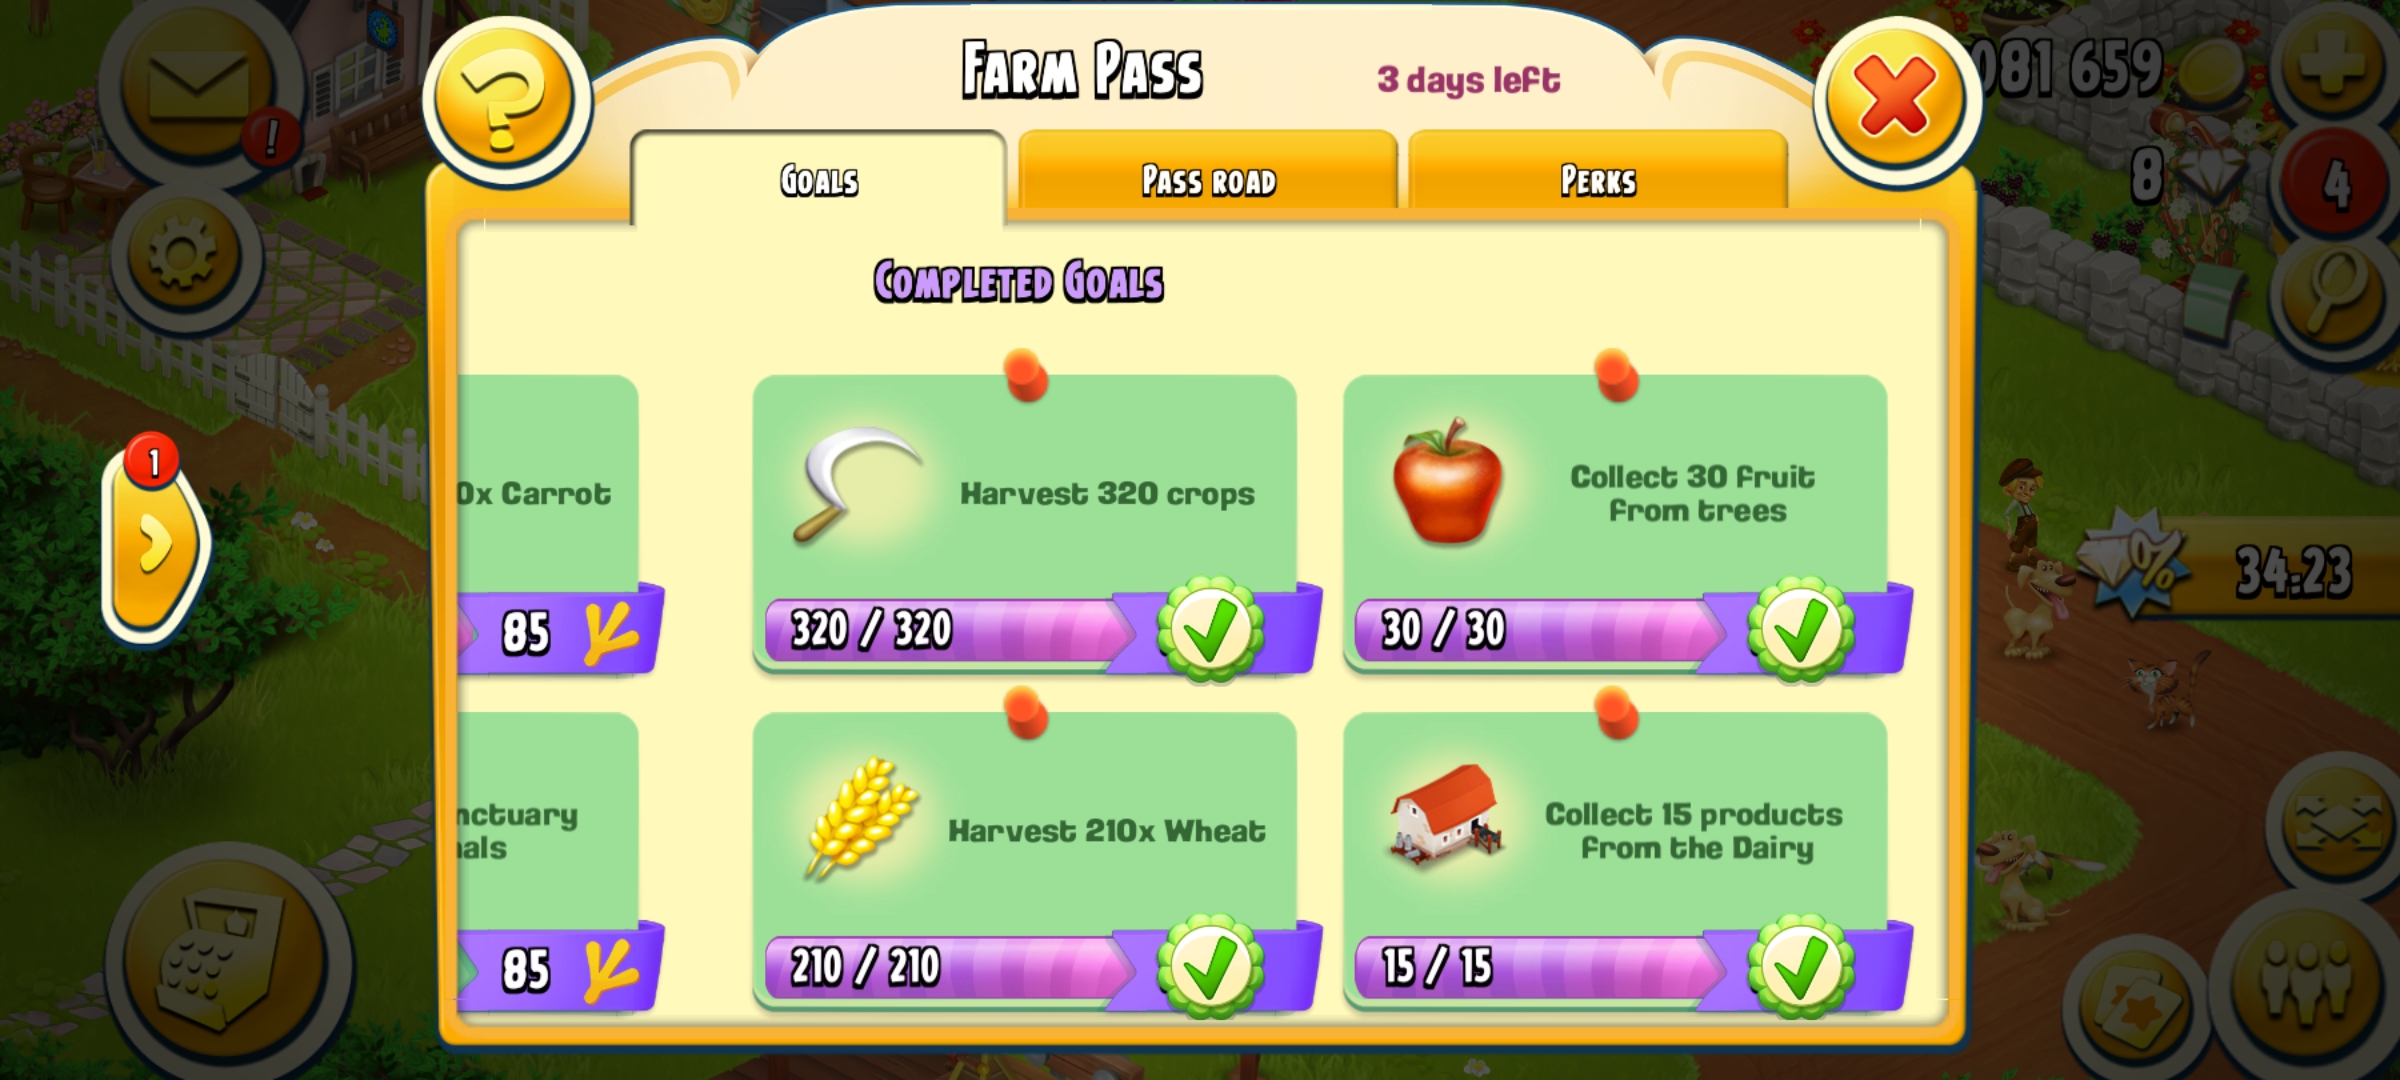 FARM PASS
3 days left
081 659
8
4
!
GOALS
PASS ROAD
PERKS
COMPLETED GOALS
0x Carrot
85
Harvest 320 crops
320 / 320
Collect 30 fruit
from trees
30 / 30
1
%
34:23
nctuary
als
85
Harvest 210x Wheat
210 / 210
Collect 15 products
from the Dairy
15 / 15